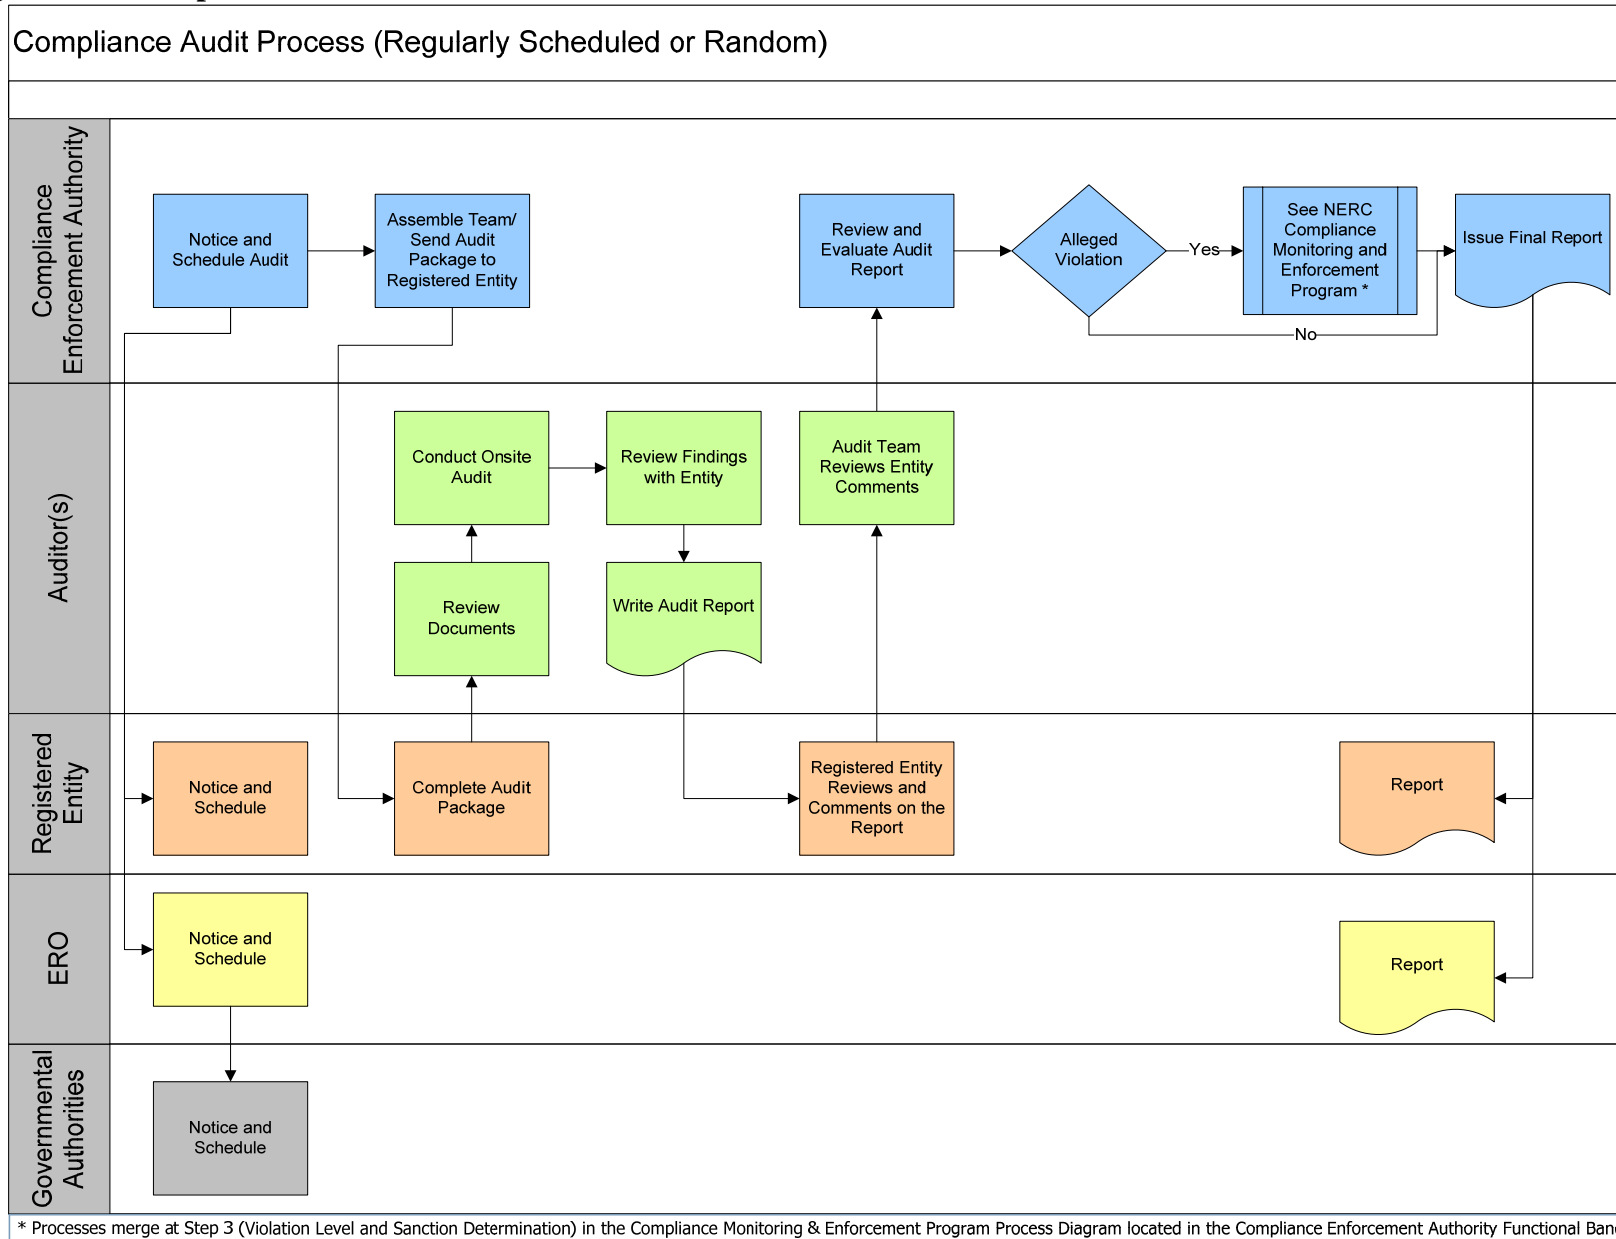 Compliance Audit Process (Regularly Scheduled or Random)
Compliance
Enforcement Authority
Notice and
Schedule Audit
Assemble Team/
Send Audit
Package to
Registered Entity
Review and
Evaluate Audit
Report
Alleged
Violation
Yes
See NERC
Compliance
Monitoring and
Enforcement
Program *
Issue Final Report
No
Auditor(s)
Conduct Onsite
Audit
Review Findings
with Entity
Audit Team
Reviews Entity
Comments
Review
Documents
Write Audit Report
Registered
Entity
Notice and
Schedule
Complete Audit
Package
Registered Entity
Reviews and
Comments on the
Report
Report
ERO
Notice and
Schedule
Report
Governmental
Authorities
Notice and
Schedule
* Processes merge at Step 3 (Violation Level and Sanction Determination) in the Compliance Monitoring & Enforcement Program Process Diagram located in the Compliance Enforcement Authority Functional